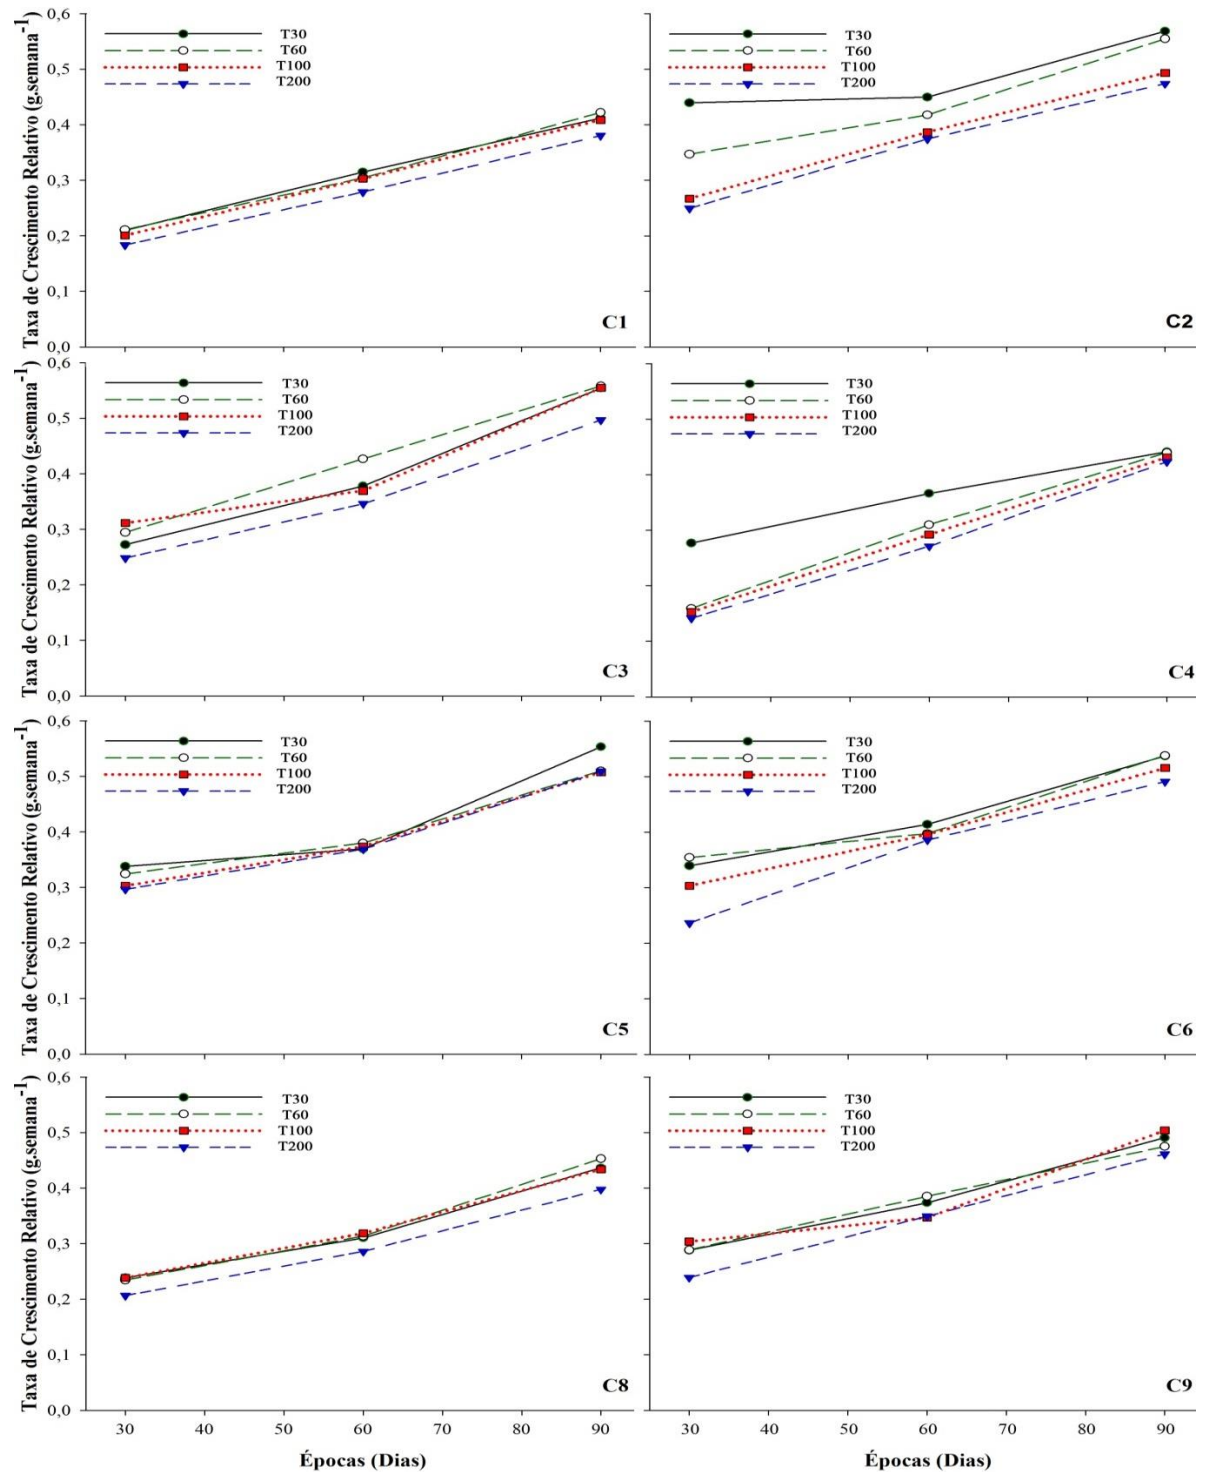 Taxa de Crescimento Relativo (g.semana-1)
0,6
0,5
0,4
0,3
0,2
0,1
0,0
T30
T60
T100
T200
C1
T30
T60
T100
T200
C2
Taxa de Crescimento Relativo (g.semana-1)
0,6
0,5
0,4
0,3
0,2
0,1
0,0
T30
T60
T100
T200
C3
T30
T60
T100
T200
C4
Taxa de Crescimento Relativo (g.semana-1)
0,6
0,5
0,4
0,3
0,2
0,1
0,0
T30
T60
T100
T200
C5
T30
T60
T100
T200
C6
Taxa de Crescimento Relativo (g.semana-1)
0,6
0,5
0,4
0,3
0,2
0,1
0,0
T30
T60
T100
T200
C8
T30
T60
T100
T200
C9
30 40 50 60 70 80 90
30 40 50 60 70 80 90
Épocas (Dias)
Épocas (Dias)